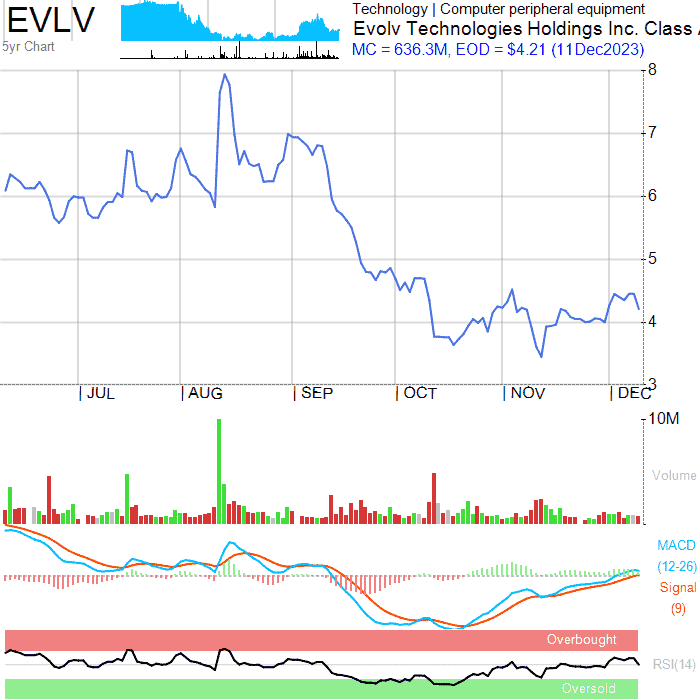 EVLV
5yr Chart
Technology | Computer peripheral equipment
Evolv Technologies Holdings Inc. Class A
MC = 636.3M, EOD = $4.21 (11Dec2023)
8
7
6
5
4
3
JUL
AUG
SEP
OCT
NOV
DEC
10M
Volume
MACD
(12-26)
Signal
(9)
Overbought
RSI(14)
Oversold